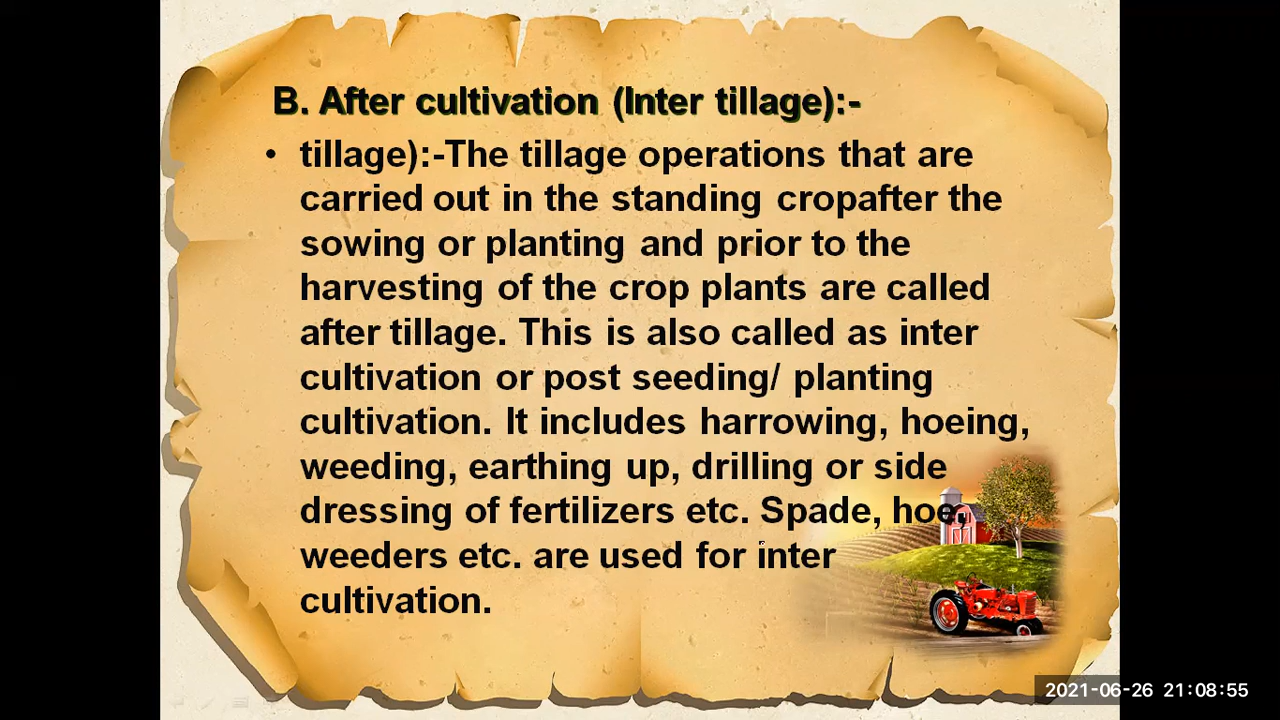 B. After cultivation (Inter tillage):-
• tillage):-The tillage operations that are
carried out in the standing cropafter the
sowing or planting and prior to the
harvesting of the crop plants are called
after tillage. This is also called as inter
cultivation or post seeding/ planting
cultivation. It includes harrowing, hoeing,
weeding, earthing up, drilling or side
dressing of fertilizers etc. Spade, hoe,
weeders etc. are used for inter
cultivation.
2021-06-26 21:08:55